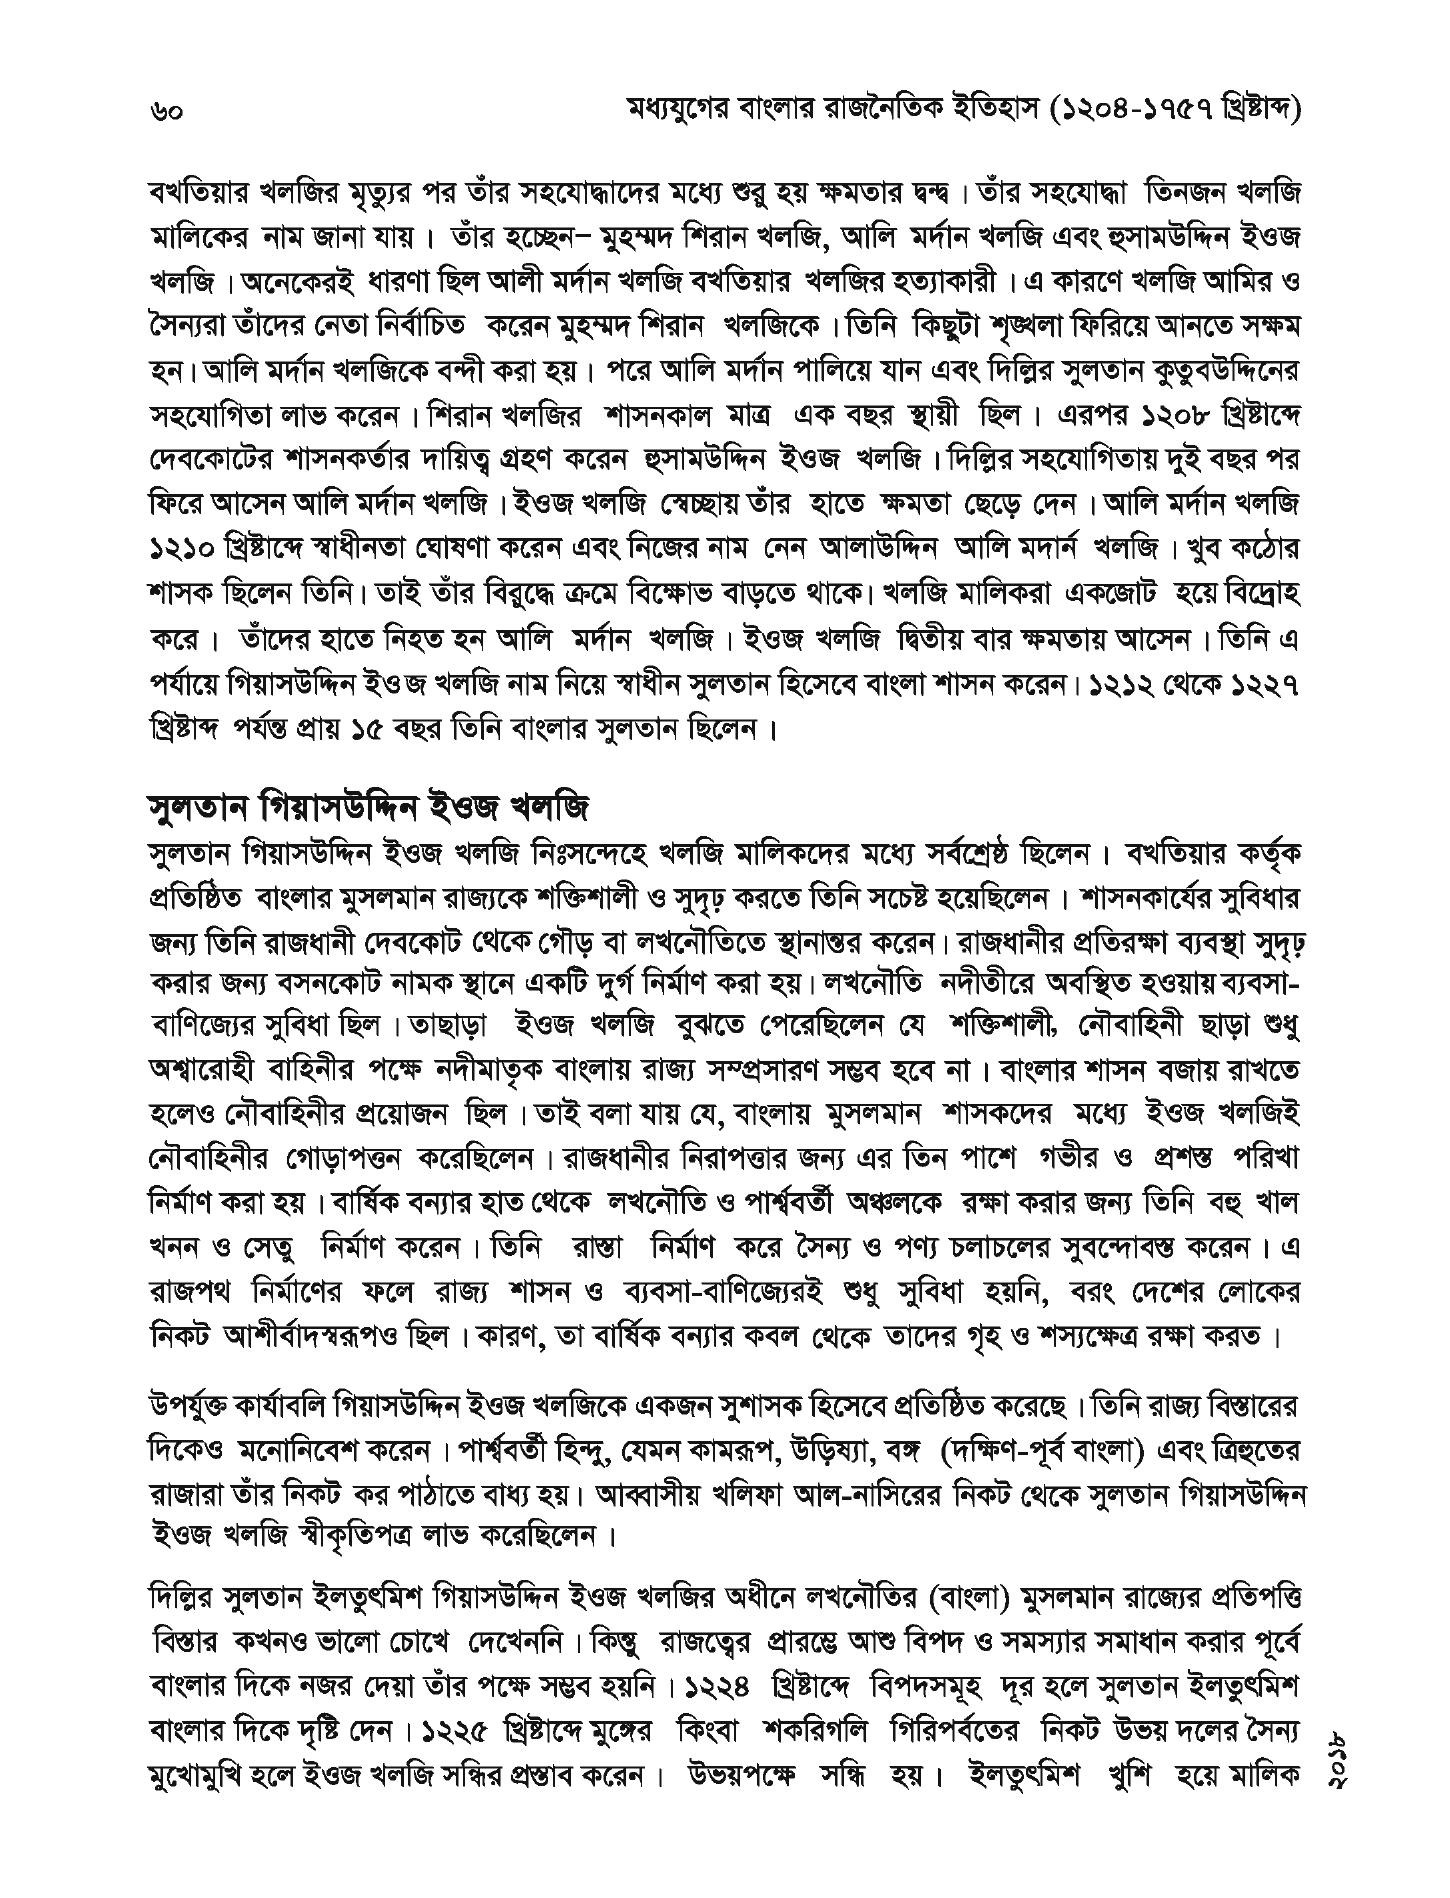 ৬০
মধ্যযুগের বাংলার রাজনৈতিক ইতিহাস (১২০৪-১৭৫৭ খ্রিষ্টাব্দ)
বখতিয়ার খলজির মৃত্যুর পর তাঁর সহযোদ্ধাদের মধ্যে শুরু হয় ক্ষমতার দ্বন্দ্ব । তাঁর সহযোদ্ধা তিনজন খলজি
মালিকের নাম জানা যায় । তাঁর হচ্ছেন– মুহম্মদ শিরান খলজি, আলি মর্দান খলজি এবং হুসামউদ্দিন ইওজ
খলজি । অনেকেরই ধারণা ছিল আলী মর্দান খলজি বখতিয়ার খলজির হত্যাকারী । এ কারণে খলজি আমির ও
সৈন্যরা তাঁদের নেতা নির্বাচিত করেন মুহম্মদ শিরান খলজিকে । তিনি কিছুটা শৃঙ্খলা ফিরিয়ে আনতে সক্ষম
হন। আলি মর্দান খলজিকে বন্দী করা হয় । পরে আলি মর্দান পালিয়ে যান এবং দিল্লির সুলতান কুতুবউদ্দিনের
সহযোগিতা লাভ করেন । শিরান খলজির শাসনকাল মাত্র এক বছর স্থায়ী ছিল । এরপর ১২০৮ খ্রিষ্টাব্দে
দেবকোটের শাসনকর্তার দায়িত্ব গ্রহণ করেন হুসামউদ্দিন ইওজ খলজি । দিল্লির সহযোগিতায় দুই বছর পর
ফিরে আসেন আলি মর্দান খলজি । ইওজ খলজি স্বেচ্ছায় তাঁর হাতে ক্ষমতা ছেড়ে দেন । আলি মর্দান খলজি
১২১০ খ্রিষ্টাব্দে স্বাধীনতা ঘোষণা করেন এবং নিজের নাম নেন আলাউদ্দিন আলি মদার্ন খলজি । খুব কঠোর
শাসক ছিলেন তিনি। তাই তাঁর বিরুদ্ধে ক্রমে বিক্ষোভ বাড়তে থাকে। খলজি মালিকরা একজোট হয়ে বিদ্রোহ
করে । তাঁদের হাতে নিহত হন আলি মর্দান খলজি । ইওজ খলজি দ্বিতীয় বার ক্ষমতায় আসেন । তিনি এ
পর্যায়ে গিয়াসউদ্দিন ইওজ খলজি নাম নিয়ে স্বাধীন সুলতান হিসেবে বাংলা শাসন করেন। ১২১২ থেকে ১২২৭
খ্রিষ্টাব্দ পর্যন্ত প্রায় ১৫ বছর তিনি বাংলার সুলতান ছিলেন ।
সুলতান গিয়াসউদ্দিন ইওজ খলজি
সুলতান গিয়াসউদ্দিন ইওজ খলজি নিঃসন্দেহে খলজি মালিকদের মধ্যে সর্বশ্রেষ্ঠ ছিলেন । বখতিয়ার কর্তৃক
প্রতিষ্ঠিত বাংলার মুসলমান রাজ্যকে শক্তিশালী ও সুদৃঢ় করতে তিনি সচেষ্ট হয়েছিলেন । শাসনকার্যের সুবিধার
জন্য তিনি রাজধানী দেবকোট থেকে গৌড় বা লখনৌতিতে স্থানান্তর করেন। রাজধানীর প্রতিরক্ষা ব্যবস্থা সুদৃঢ়
করার জন্য বসনকোট নামক স্থানে একটি দুর্গ নির্মাণ করা হয়। লখনৌতি নদীতীরে অবস্থিত হওয়ায় ব্যবসা-
বাণিজ্যের সুবিধা ছিল । তাছাড়া ইওজ খলজি বুঝতে পেরেছিলেন যে শক্তিশালী, নৌবাহিনী ছাড়া শুধু
অশ্বারোহী বাহিনীর পক্ষে নদীমাতৃক বাংলায় রাজ্য সম্প্রসারণ সম্ভব হবে না । বাংলার শাসন বজায় রাখতে
হলেও নৌবাহিনীর প্রয়োজন ছিল । তাই বলা যায় যে, বাংলায় মুসলমান শাসকদের মধ্যে ইওজ খলজিই
নৌবাহিনীর গোড়াপত্তন করেছিলেন । রাজধানীর নিরাপত্তার জন্য এর তিন পাশে গভীর ও প্রশস্ত পরিখা
নির্মাণ করা হয় । বার্ষিক বন্যার হাত থেকে লখনৌতি ও পার্শ্ববর্তী অঞ্চলকে রক্ষা করার জন্য তিনি বহু খাল
খনন ও সেতু নির্মাণ করেন । তিনি রাস্তা নির্মাণ করে সৈন্য ও পণ্য চলাচলের সুবন্দোবস্ত করেন । এ
রাজপথ নির্মাণের ফলে রাজ্য শাসন ও ব্যবসা-বাণিজ্যেরই শুধু সুবিধা হয়নি, বরং দেশের লোকের
নিকট আশীর্বাদস্বরূপও ছিল । কারণ, তা বার্ষিক বন্যার কবল থেকে তাদের গৃহ ও শস্যক্ষেত্র রক্ষা করত ।
উপর্যুক্ত কার্যাবলি গিয়াসউদ্দিন ইওজ খলজিকে একজন সুশাসক হিসেবে প্রতিষ্ঠিত করেছে । তিনি রাজ্য বিস্তারের
দিকেও মনোনিবেশ করেন । পার্শ্ববর্তী হিন্দু, যেমন কামরূপ, উড়িষ্যা, বঙ্গ (দক্ষিণ-পূর্ব বাংলা) এবং ত্রিহুতের
রাজারা তাঁর নিকট কর পাঠাতে বাধ্য হয়। আব্বাসীয় খলিফা আল-নাসিরের নিকট থেকে সুলতান গিয়াসউদ্দিন
ইওজ খলজি স্বীকৃতিপত্র লাভ করেছিলেন ।
দিল্লির সুলতান ইলতুৎমিশ গিয়াসউদ্দিন ইওজ খলজির অধীনে লখনৌতির (বাংলা) মুসলমান রাজ্যের প্রতিপত্তি
বিস্তার কখনও ভালো চোখে দেখেননি । কিন্তু রাজত্বের প্রারম্ভে আশু বিপদ ও সমস্যার সমাধান করার পূর্বে
বাংলার দিকে নজর দেয়া তাঁর পক্ষে সম্ভব হয়নি । ১২২৪ খ্রিষ্টাব্দে বিপদসমূহ দূর হলে সুলতান ইলতুৎমিশ
বাংলার দিকে দৃষ্টি দেন । ১২২৫ খ্রিষ্টাব্দে মুঙ্গের কিংবা শকরিগলি গিরিপর্বতের নিকট উভয় দলের সৈন্য
মুখোমুখি হলে ইওজ খলজি সন্ধির প্রস্তাব করেন । উভয়পক্ষে সন্ধি হয় । ইলতুৎমিশ খুশি হয়ে মালিক
২০১৮